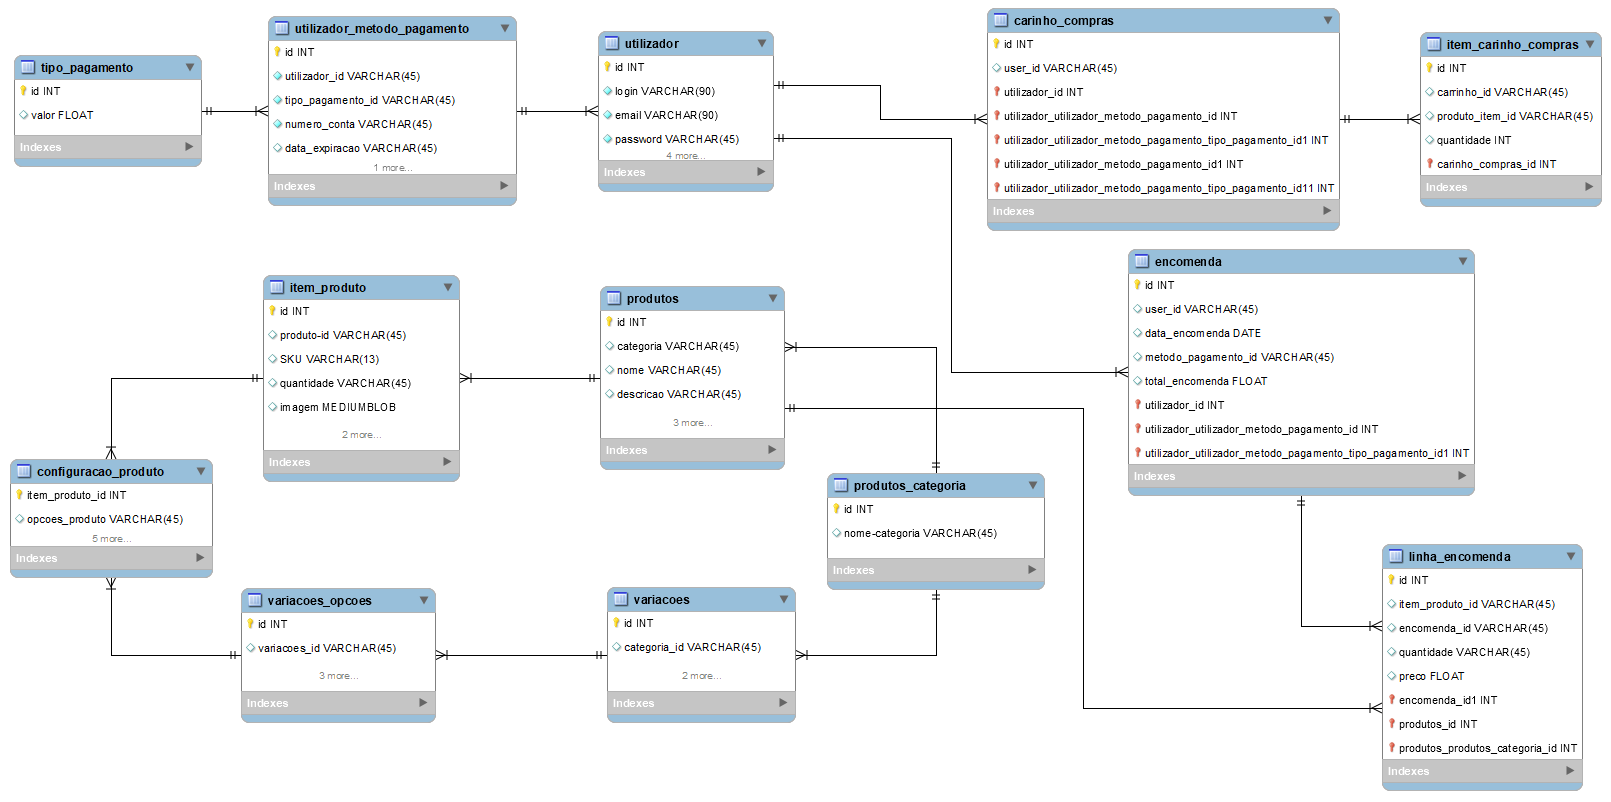 tipo_pagamento
id INT
valor FLOAT
Indexes
utilizador_metodo_pagamento
id INT
utilizador_id VARCHAR(45)
tipo_pagamento_id VARCHAR(45)
numero_conta VARCHAR(45)
data_expiracao VARCHAR(45)
1 more...
Indexes
utilizador
id INT
login VARCHAR(90)
email VARCHAR(90)
password VARCHAR(45)
4 more...
Indexes
carinho_compras
id INT
user_id VARCHAR(45)
utilizador_id INT
utilizador_utilizador_metodo_pagamento_id INT
utilizador_utilizador_metodo_pagamento_tipo_pagamento_id1 INT
utilizador_utilizador_metodo_pagamento_id1 INT
utilizador_utilizador_metodo_pagamento_tipo_pagamento_id11 INT
Indexes
item_carinho_compras
id INT
carrinho_id VARCHAR(45)
produto_item_id VARCHAR(45)
quantidade INT
carinho_compras_id INT
Indexes
item_produto
id INT
produto-id VARCHAR(45)
SKU VARCHAR(13)
quantidade VARCHAR(45)
imagem MEDIUMBLOB
2 more...
Indexes
produtos
id INT
categoria VARCHAR(45)
nome VARCHAR(45)
descricao VARCHAR(45)
3 more...
Indexes
encomenda
id INT
user_id VARCHAR(45)
data_encomenda DATE
metodo_pagamento_id VARCHAR(45)
total_encomenda FLOAT
utilizador_id INT
utilizador_utilizador_metodo_pagamento_id INT
utilizador_utilizador_metodo_pagamento_tipo_pagamento_id1 INT
Indexes
configuracao_produto
item_produto_id INT
opcoes_produto VARCHAR(45)
5 more...
Indexes
produtos_categoria
id INT
nome-categoria VARCHAR(45)
Indexes
variacoes_opcoes
id INT
variacoes_id VARCHAR(45)
3 more...
Indexes
variacoes
id INT
categoria_id VARCHAR(45)
2 more...
Indexes
linha_encomenda
id INT
item_produto_id VARCHAR(45)
encomenda_id VARCHAR(45)
quantidade VARCHAR(45)
preco FLOAT
encomenda_id1 INT
produtos_id INT
produtos_produtos_categoria_id INT
Indexes